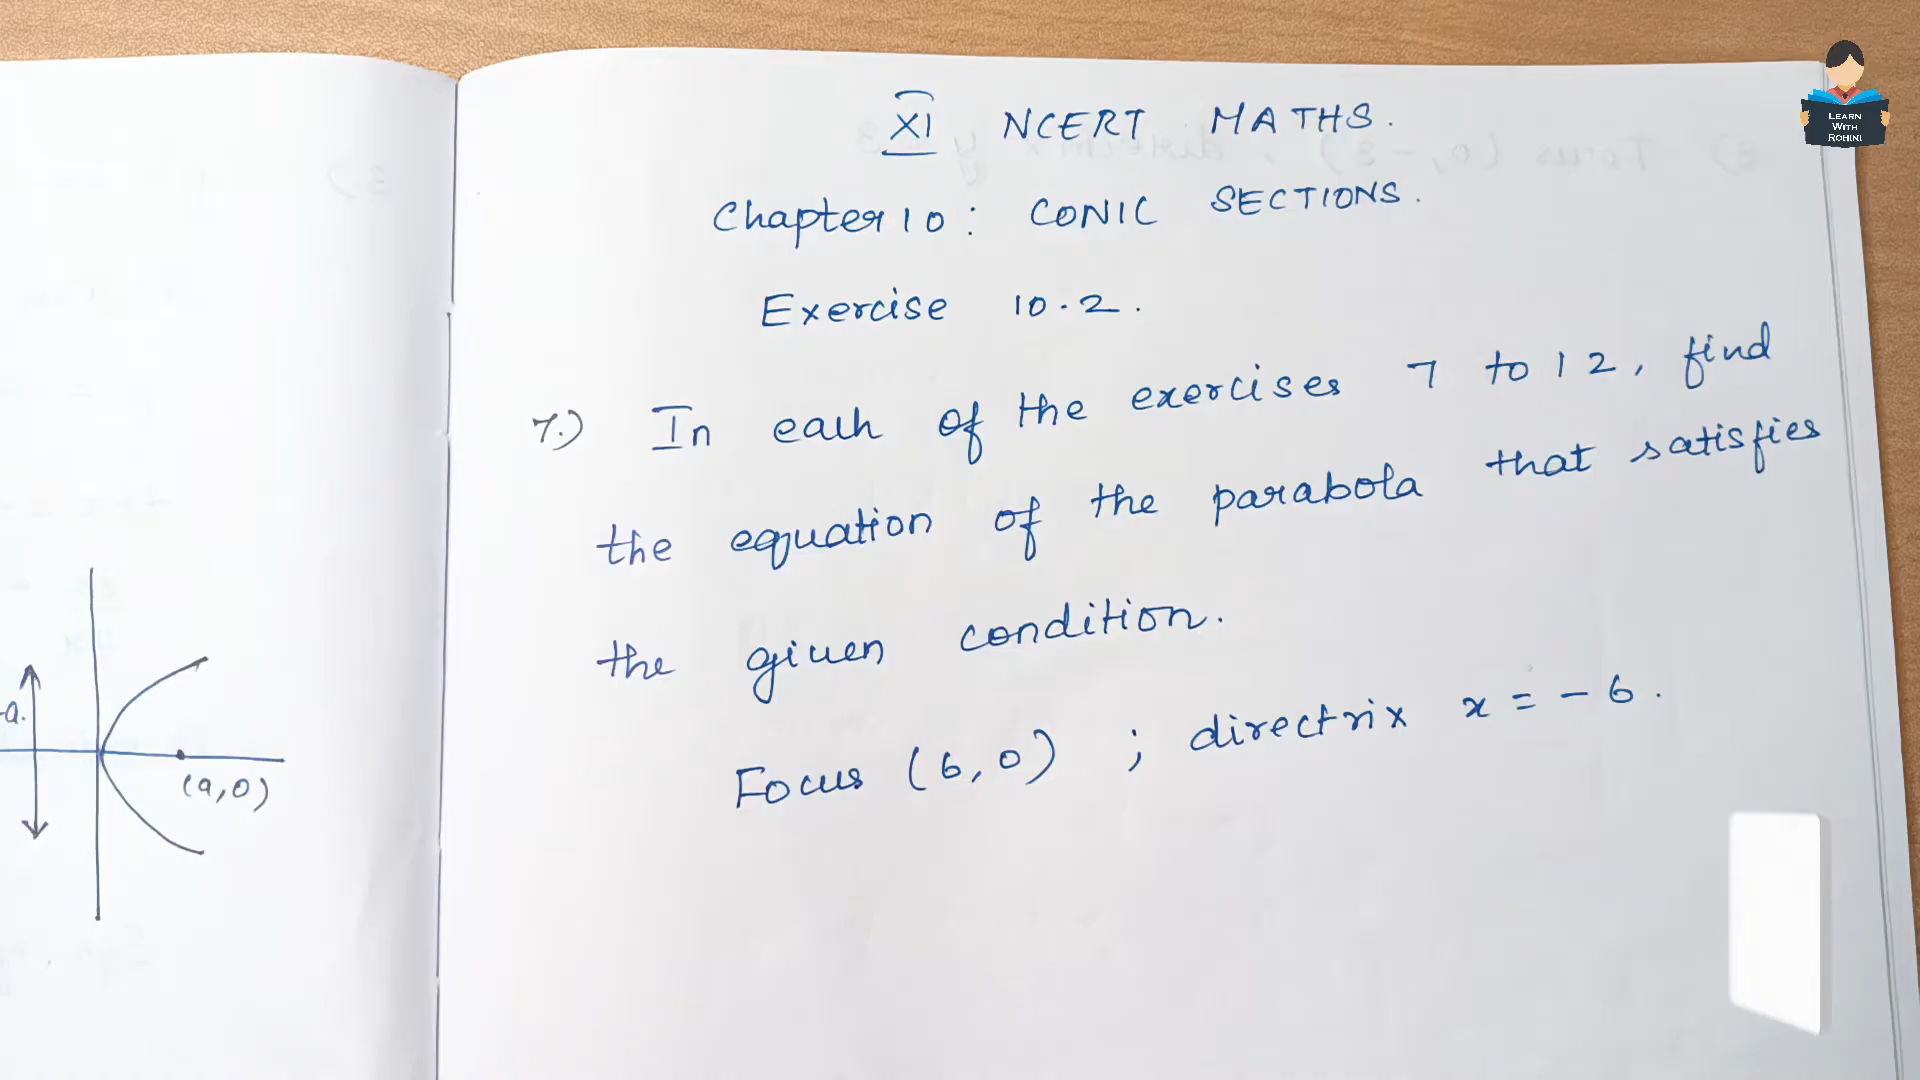 LEARN
WITH
ROHINI
XI NCERT MATHS.
Chapter 10: CONIC SECTIONS.
Exercise 10.2.
7.) In each of the exercises 7 to 12, find
the equation of the parabola that satisfies
the given condition.
Focus (6,0) ; directrix x = -6.
-a.
(a,0)